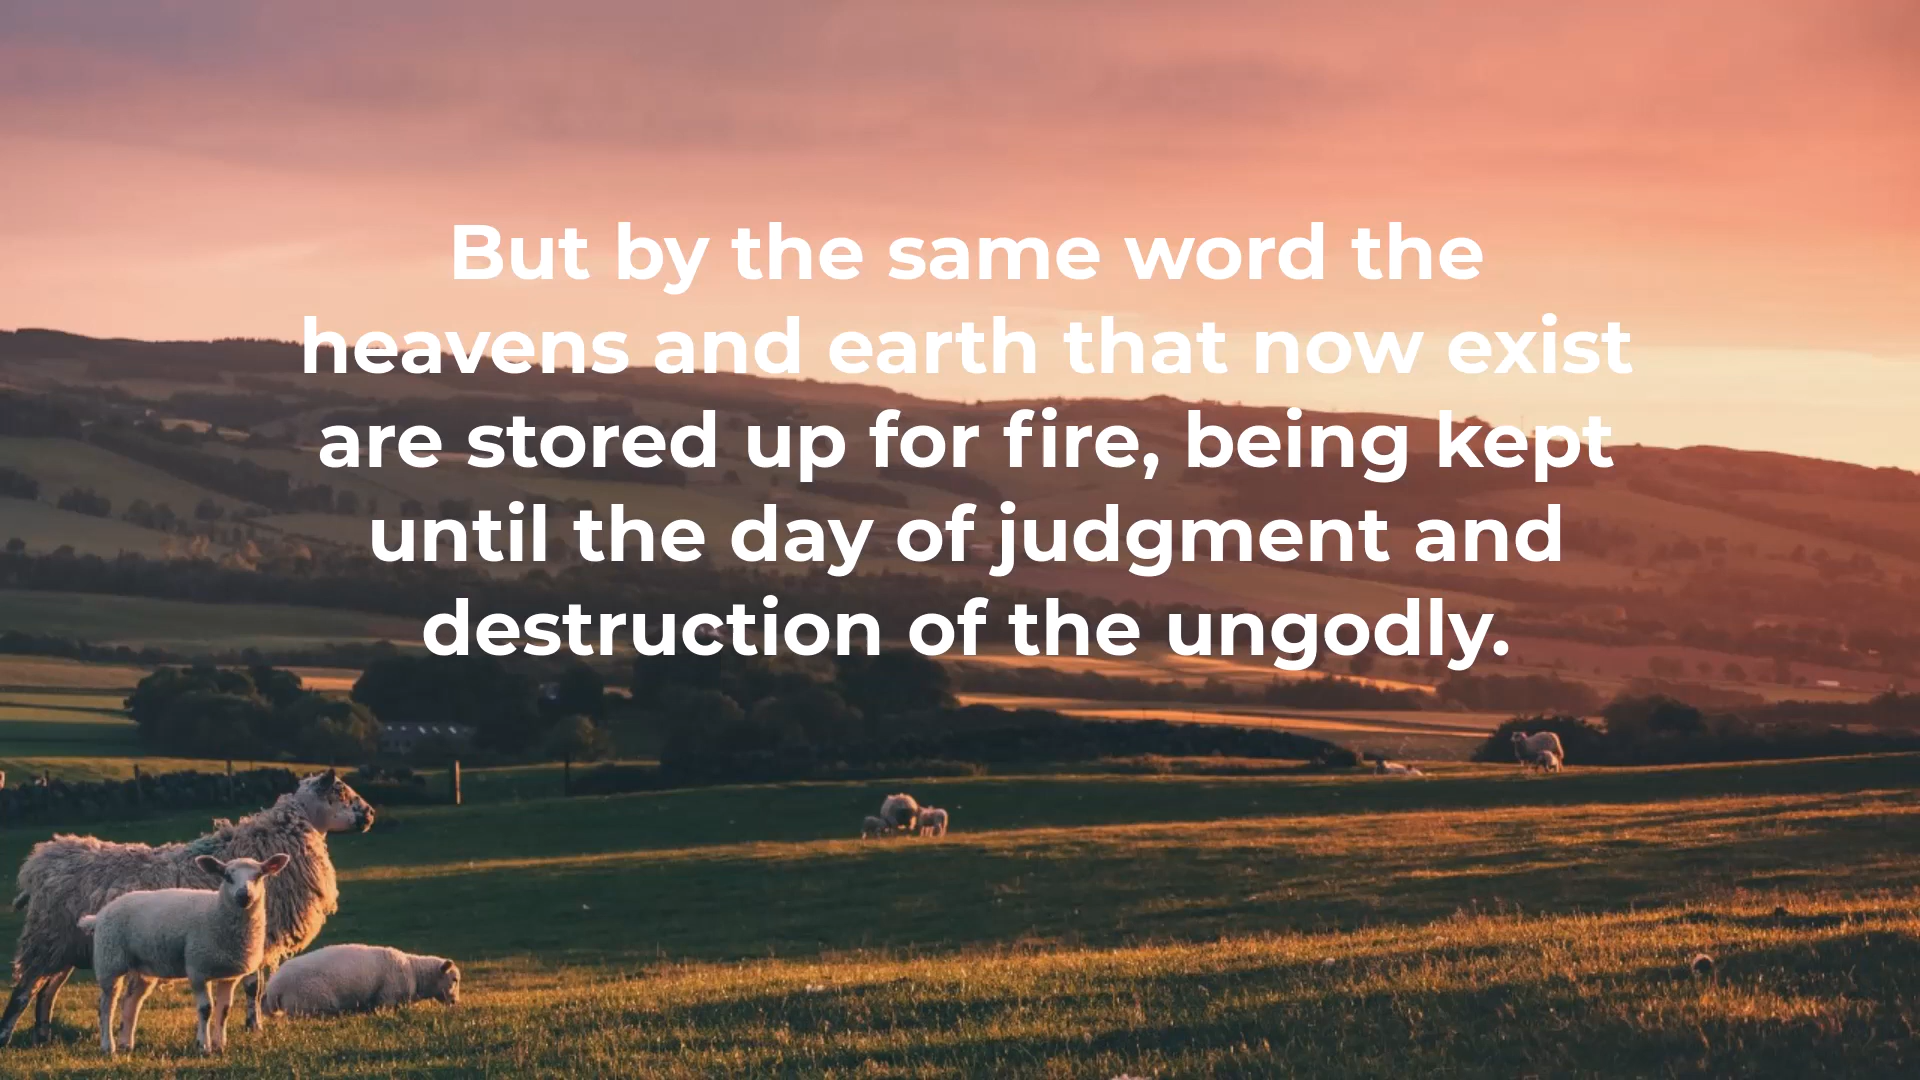 But by the same word the
heavens and earth that now exist
are stored up for fire, being kept
until the day of judgment and
destruction of the ungodly.